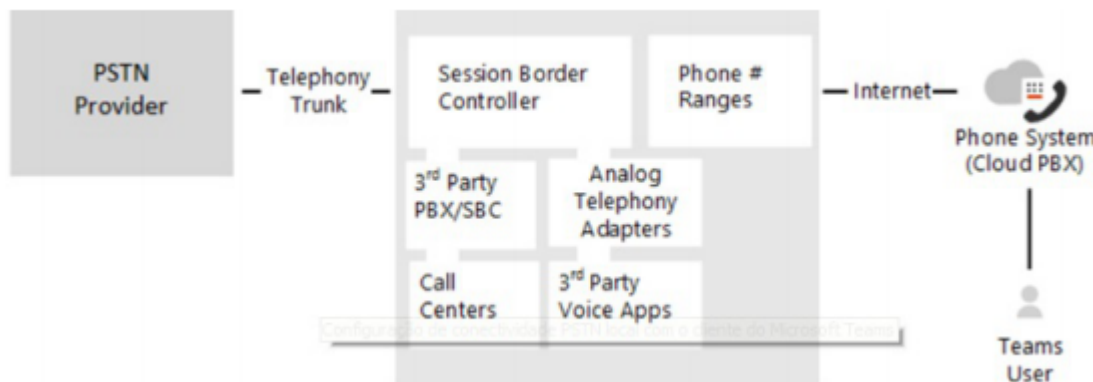 PSTN
Provider
Telephony
Trunk
Session Border
Controller
Phone #
Ranges
Internet
Phone System
(Cloud PBX)
3rd Party
PBX/SBC
Analog
Telephony
Adapters
Call
Centers
3rd Party
Voice Apps
Configuração de conectividade PSTN local com o cliente do Microsoft Teams
Teams
User